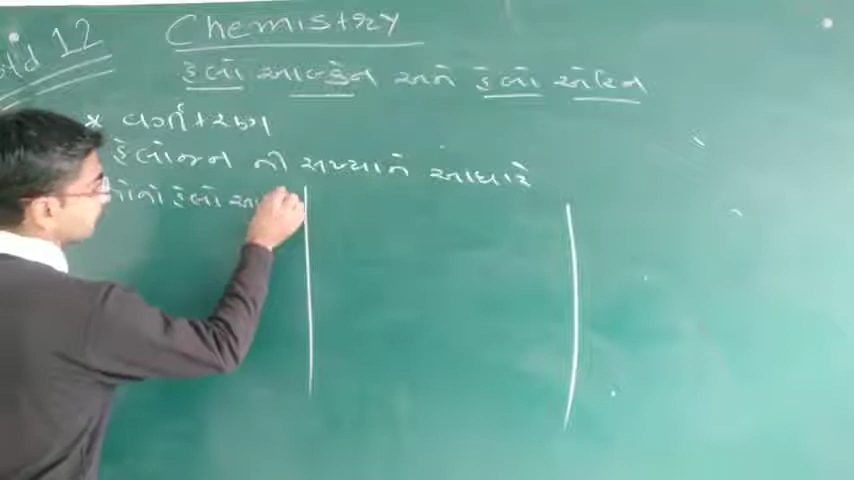 Std 12
Chemistry
હેલો આલ્કેન અને હેલો એરિન
* વર્ગીકરણ
હેલોજન ની સંખ્યાને આધારે
મોનો હેલો